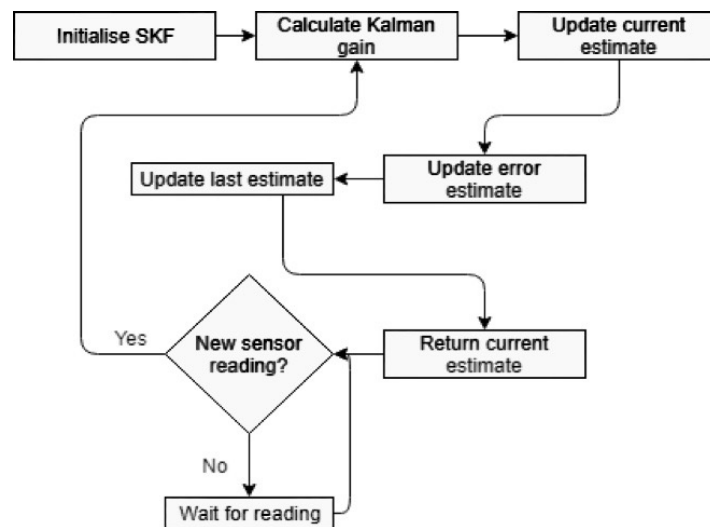 Initialise SKF
Calculate Kalman
gain
Update current
estimate
Update error
estimate
Update last estimate
Return current
estimate
New sensor
reading?
Yes
No
Wait for reading